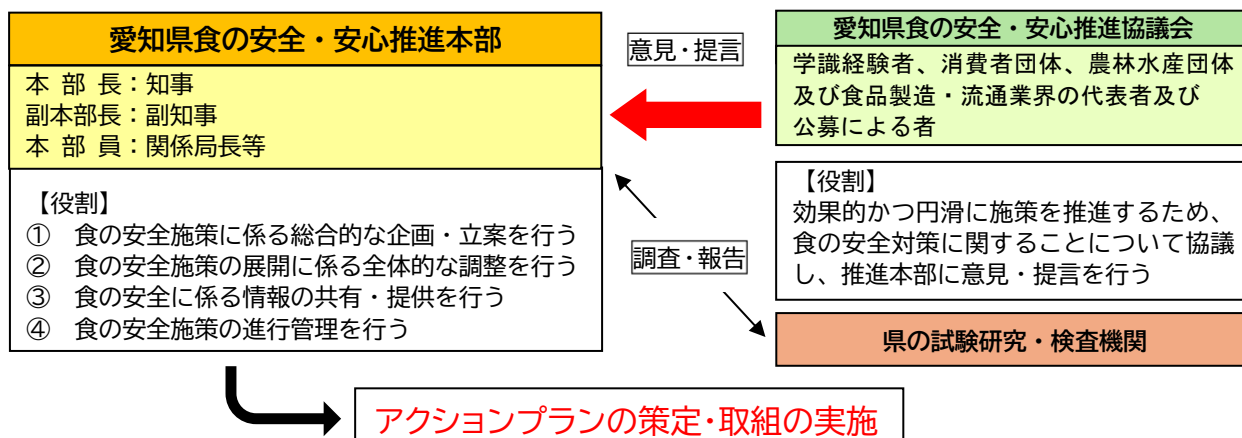 愛知県食の安全・安心推進本部
本 部 長：知事
副本部長：副知事
本 部 員：関係局長等
【役割】
① 食の安全施策に係る総合的な企画・立案を行う
② 食の安全施策の展開に係る全体的な調整を行う
③ 食の安全に係る情報の共有・提供を行う
④ 食の安全施策の進行管理を行う
意見・提言
調査・報告
愛知県食の安全・安心推進協議会
学識経験者、消費者団体、農林水産団体
及び食品製造・流通業界の代表者及び
公募による者
【役割】
効果的かつ円滑に施策を推進するため、
食の安全対策に関することについて協議
し、推進本部に意見・提言を行う
県の試験研究・検査機関
アクションプランの策定・取組の実施